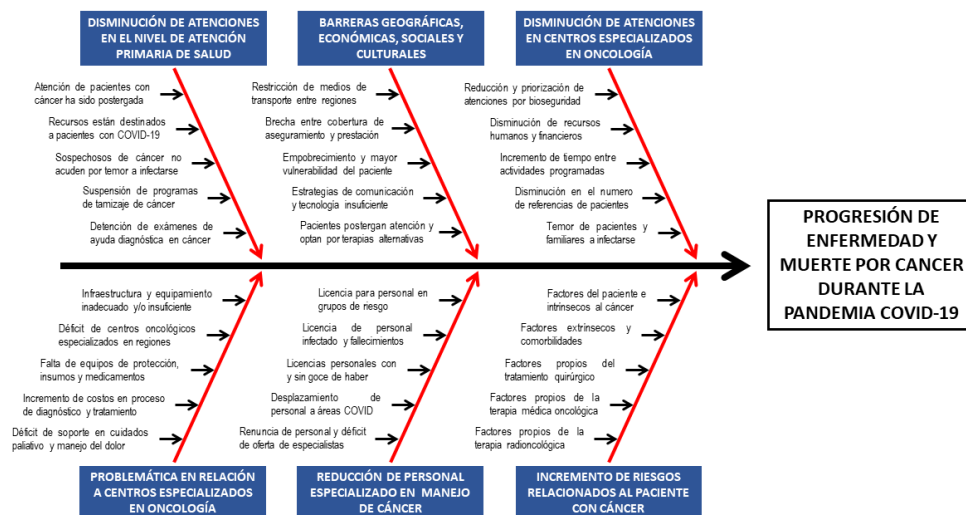 DISMINUCIÓN DE ATENCIONES
EN EL NIVEL DE ATENCIÓN
PRIMARIA DE SALUD
Atención de pacientes con
cáncer ha sido postergada
Recursos están destinados
a pacientes con COVID-19
Sospechosos de cáncer no
acuden por temor a infectarse
Suspensión de programas
de tamizaje de cáncer
Detención de exámenes de
ayuda diagnóstica en cáncer
BARRERAS GEOGRÁFICAS,
ECONÓMICAS, SOCIALES Y
CULTURALES
Restricción de medios de
transporte entre regiones
Brecha entre cobertura de
aseguramiento y prestación
Empobrecimiento y mayor
vulnerabilidad del paciente
Estrategias de comunicación
y tecnología insuficiente
Pacientes postergan atención y
optan por terapias alternativas
DISMINUCIÓN DE ATENCIONES
EN CENTROS ESPECIALIZADOS
EN ONCOLOGÍA
Reducción y priorización de
atenciones por bioseguridad
Disminución de recursos
humanos y financieros
Incremento de tiempo entre
actividades programadas
Disminución en el numero
de referencias de pacientes
Temor de pacientes y
familiares a infectarse
PROGRESIÓN DE
ENFERMEDAD Y
MUERTE POR CANCER
DURANTE LA
PANDEMIA COVID-19
Infraestructura y equipamiento
inadecuado y/o insuficiente
Déficit de centros oncológicos
especializados en regiones
Falta de equipos de protección,
insumos y medicamentos
Incremento de costos en proceso
de diagnóstico y tratamiento
Déficit de soporte en cuidados
paliativo y manejo del dolor
PROBLEMÁTICA EN RELACIÓN
A CENTROS ESPECIALIZADOS
EN ONCOLOGÍA
Licencia para personal en
grupos de riesgo
Licencia de personal
infectado y fallecimientos
Licencias personales con
y sin goce de haber
Desplazamiento de
personal a áreas COVID
Renuncia de personal y déficit
de oferta de especialistas
REDUCCIÓN DE PERSONAL
ESPECIALIZADO EN MANEJO
DE CÁNCER
Factores del paciente e
intrínsecos al cáncer
Factores extrínsecos y
comorbilidades
Factores propios del
tratamiento quirúrgico
Factores propios de la
terapia médica oncológica
Factores propios de la
terapia radioncológica
INCREMENTO DE RIESGOS
RELACIONADOS AL PACIENTE
CON CÁNCER